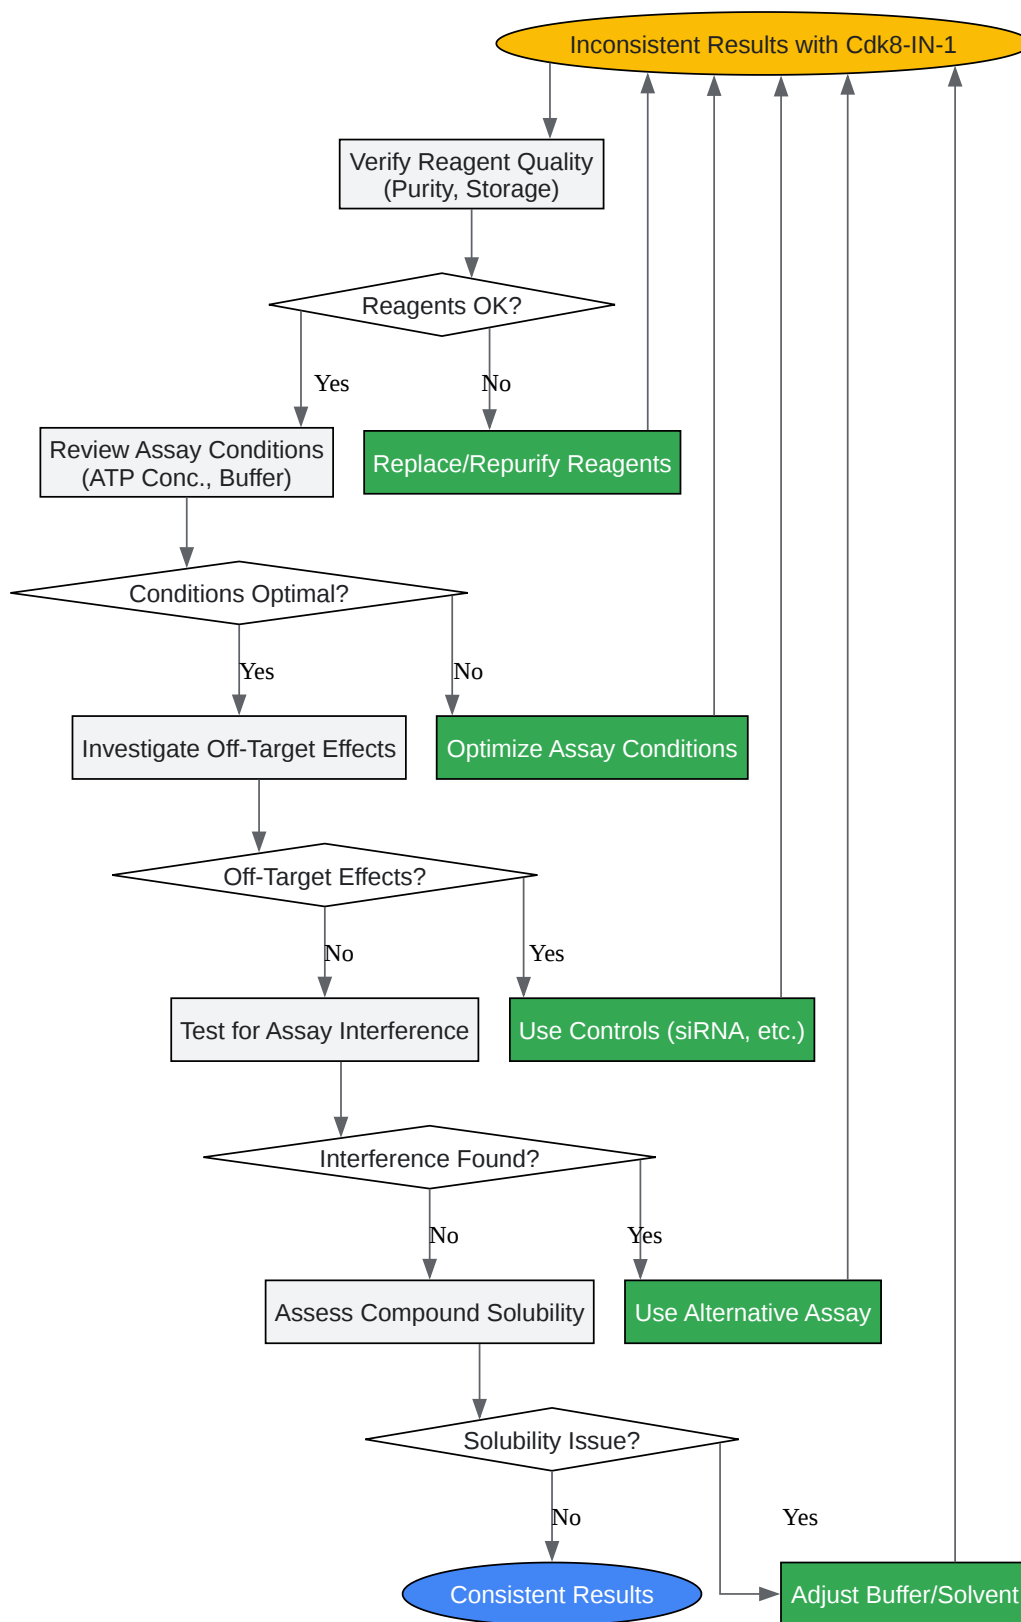 Inconsistent Results with Cdk8-IN-1
Verify Reagent Quality
(Purity, Storage)
Reagents OK?
Yes
No
Review Assay Conditions
(ATP Conc., Buffer)
Replace/Repurify Reagents
Conditions Optimal?
Yes
No
Investigate Off-Target Effects
Optimize Assay Conditions
Off-Target Effects?
No
Yes
Test for Assay Interference
Use Controls (siRNA, etc.)
Interference Found?
No
Yes
Assess Compound Solubility
Use Alternative Assay
Solubility Issue?
No
Yes
Consistent Results
Adjust Buffer/Solvent